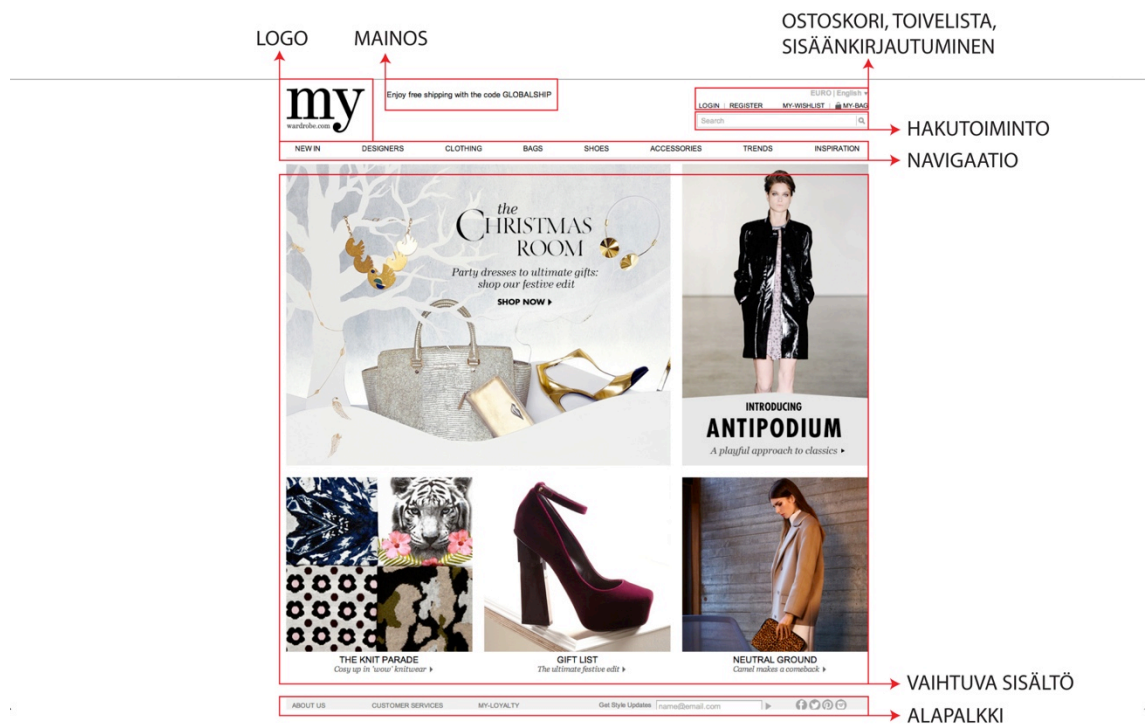 OSTOSKORI, TOIVELISTA,
SISÄÄNKIRJAUTUMINEN
LOGO
MAINOS
my
wardrobe.com
Enjoy free shipping with the code GLOBALSHIP
EURO | English
LOGIN | REGISTER MY-WISHLIST | MY-BAG
Search
HAKUTOIMINTO
NEW IN DESIGNERS CLOTHING BAGS SHOES ACCESSORIES TRENDS INSPIRATION
NAVIGAATIO
the
CHRISTMAS
ROOM
Party dresses to ultimate gifts:
shop our festive edit
SHOP NOW
INTRODUCING
ANTIPODIUM
A playful approach to classics
THE KNIT PARADE
Cosy up in 'wow' knitwear
GIFT LIST
The ultimate festive edit
NEUTRAL GROUND
Camel makes a comeback
VAIHTUVA SISÄLTÖ
ABOUT US CUSTOMER SERVICES MY-LOYALTY Get Style Updates name@email.com
ALAPALKKI